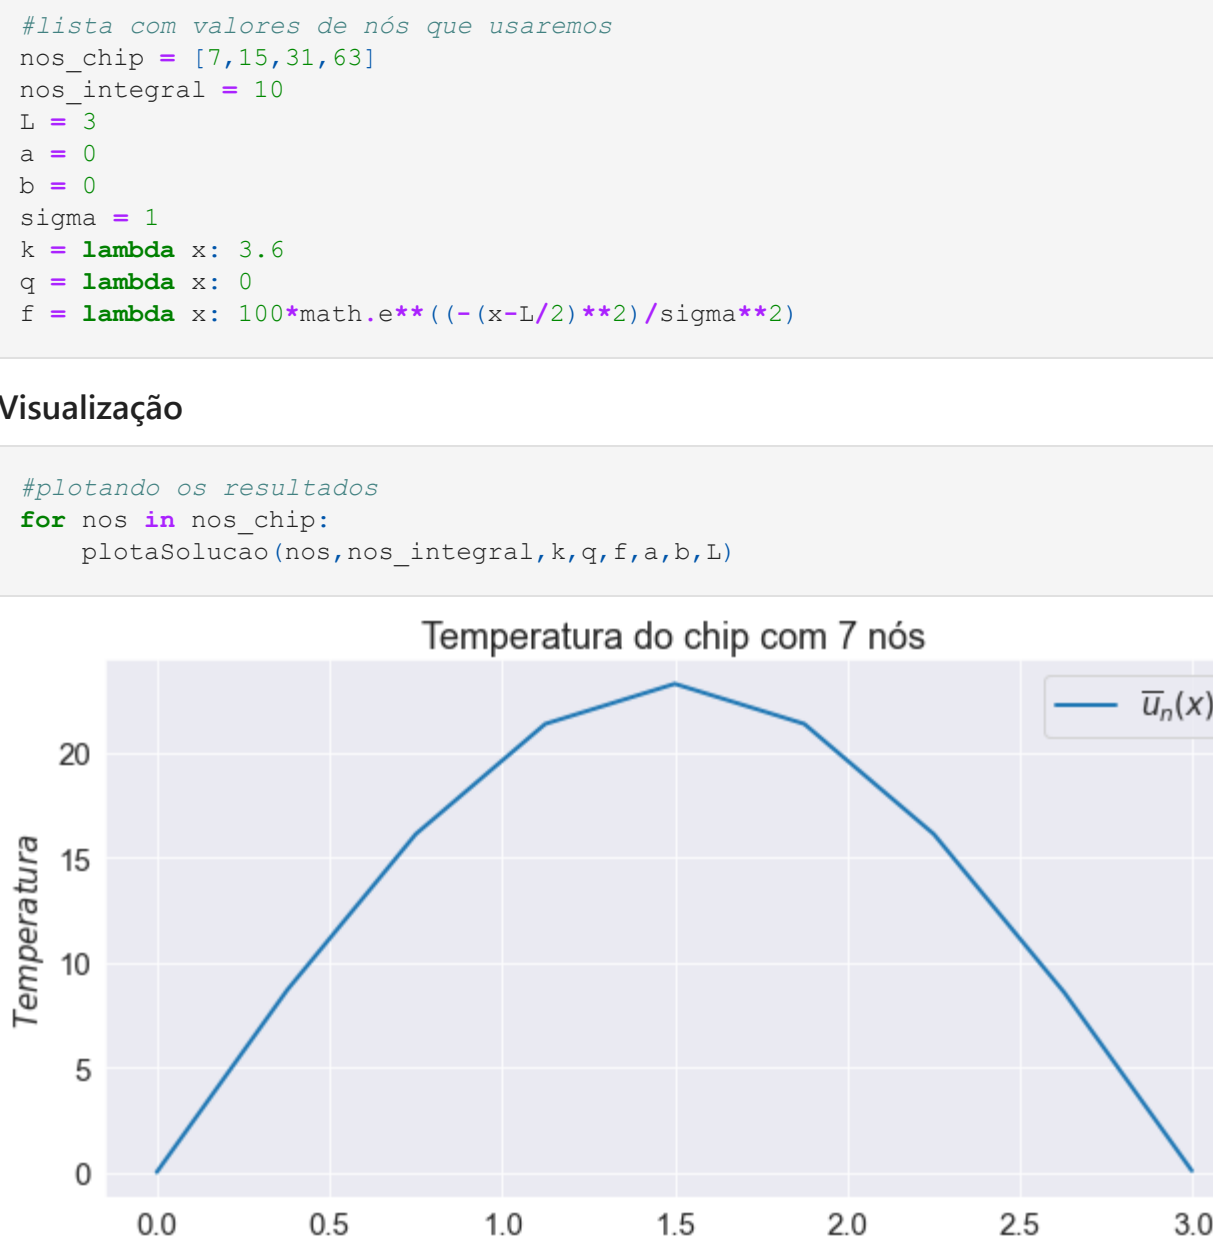 #lista com valores de nós que usaremos
nos_chip = [7,15,31,63]
nos_integral = 10
L = 3
a = 0
b = 0
sigma = 1
k = lambda x: 3.6
q = lambda x: 0
f = lambda x: 100*math.e**((-(x-L/2)**2)/sigma**2)
Visualização
#plotando os resultados
for nos in nos_chip:
    plotaSolucao(nos,nos_integral,k,q,f,a,b,L)
Temperatura do chip com 7 nós
u̅ₙ(x)
20
15
10
5
0
Temperatura
0.0 0.5 1.0 1.5 2.0 2.5 3.0